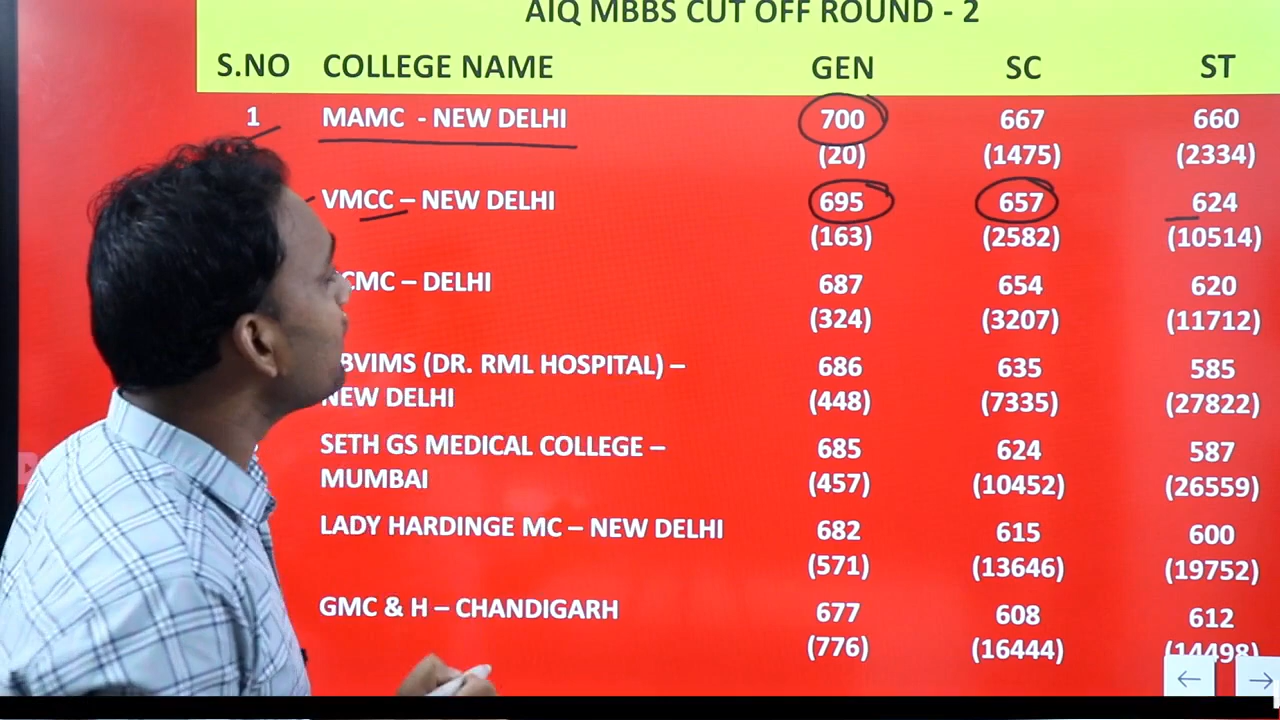 AIQ MBBS CUT OFF ROUND - 2
S.NO COLLEGE NAME GEN SC ST
1 MAMC - NEW DELHI 700 667 660
(20) (1475) (2334)
VMCC – NEW DELHI 695 657 624
(163) (2582) (10514)
CMC – DELHI 687 654 620
(324) (3207) (11712)
BVIMS (DR. RML HOSPITAL) – 686 635 585
NEW DELHI (448) (7335) (27822)
SETH GS MEDICAL COLLEGE – 685 624 587
MUMBAI (457) (10452) (26559)
LADY HARDINGE MC – NEW DELHI 682 615 600
(571) (13646) (19752)
GMC & H – CHANDIGARH 677 608 612
(776) (16444) (14498)